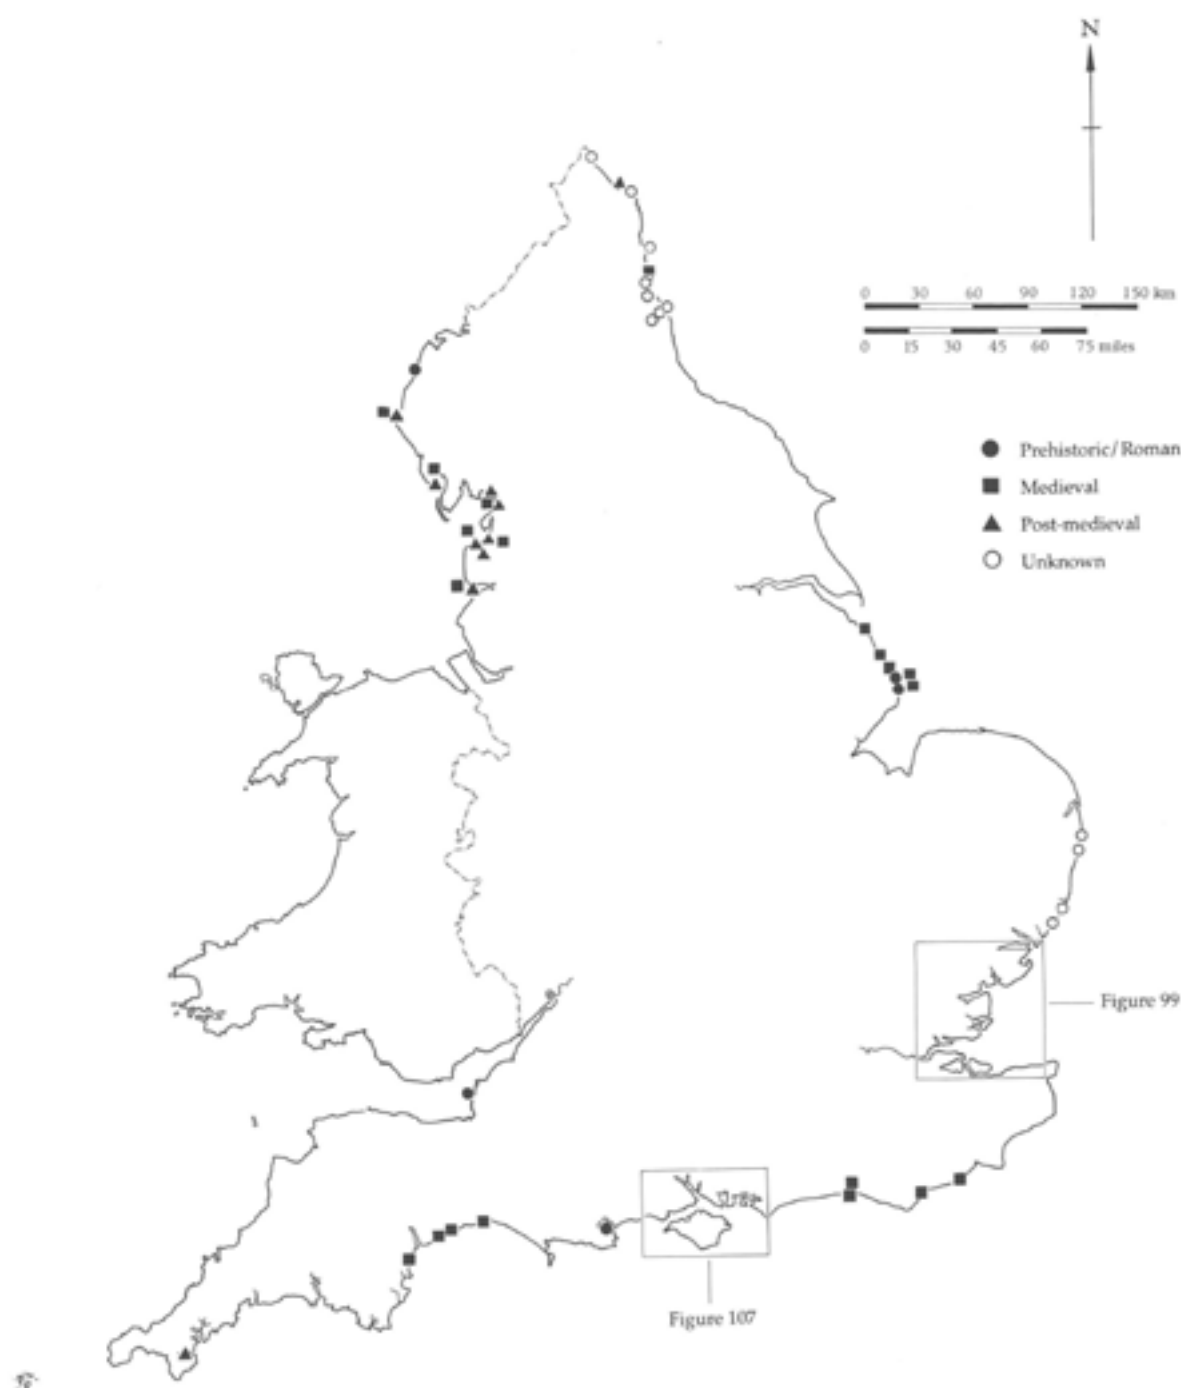 N
0 30 60 90 120 150 km
0 15 30 45 60 75 miles
Prehistoric/Roman
Medieval
Post-medieval
Unknown
Figure 99
Figure 107